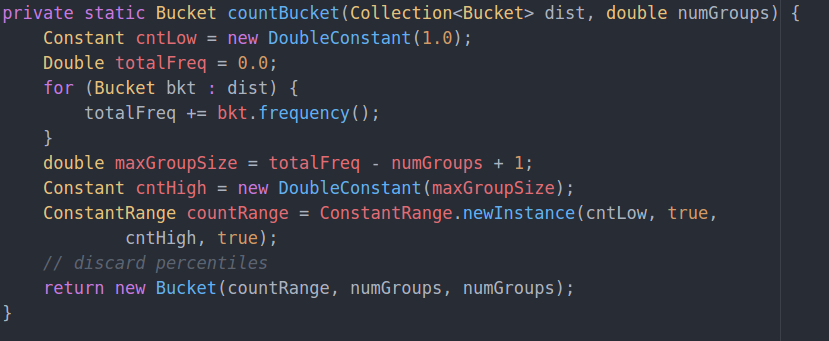 private static Bucket countBucket(Collection<Bucket> dist, double numGroups) {
    Constant cntLow = new DoubleConstant(1.0);
    Double totalFreq = 0.0;
    for (Bucket bkt : dist) {
        totalFreq += bkt.frequency();
    }
    double maxGroupSize = totalFreq - numGroups + 1;
    Constant cntHigh = new DoubleConstant(maxGroupSize);
    ConstantRange countRange = ConstantRange.newInstance(cntLow, true,
            cntHigh, true);
    // discard percentiles
    return new Bucket(countRange, numGroups, numGroups);
}